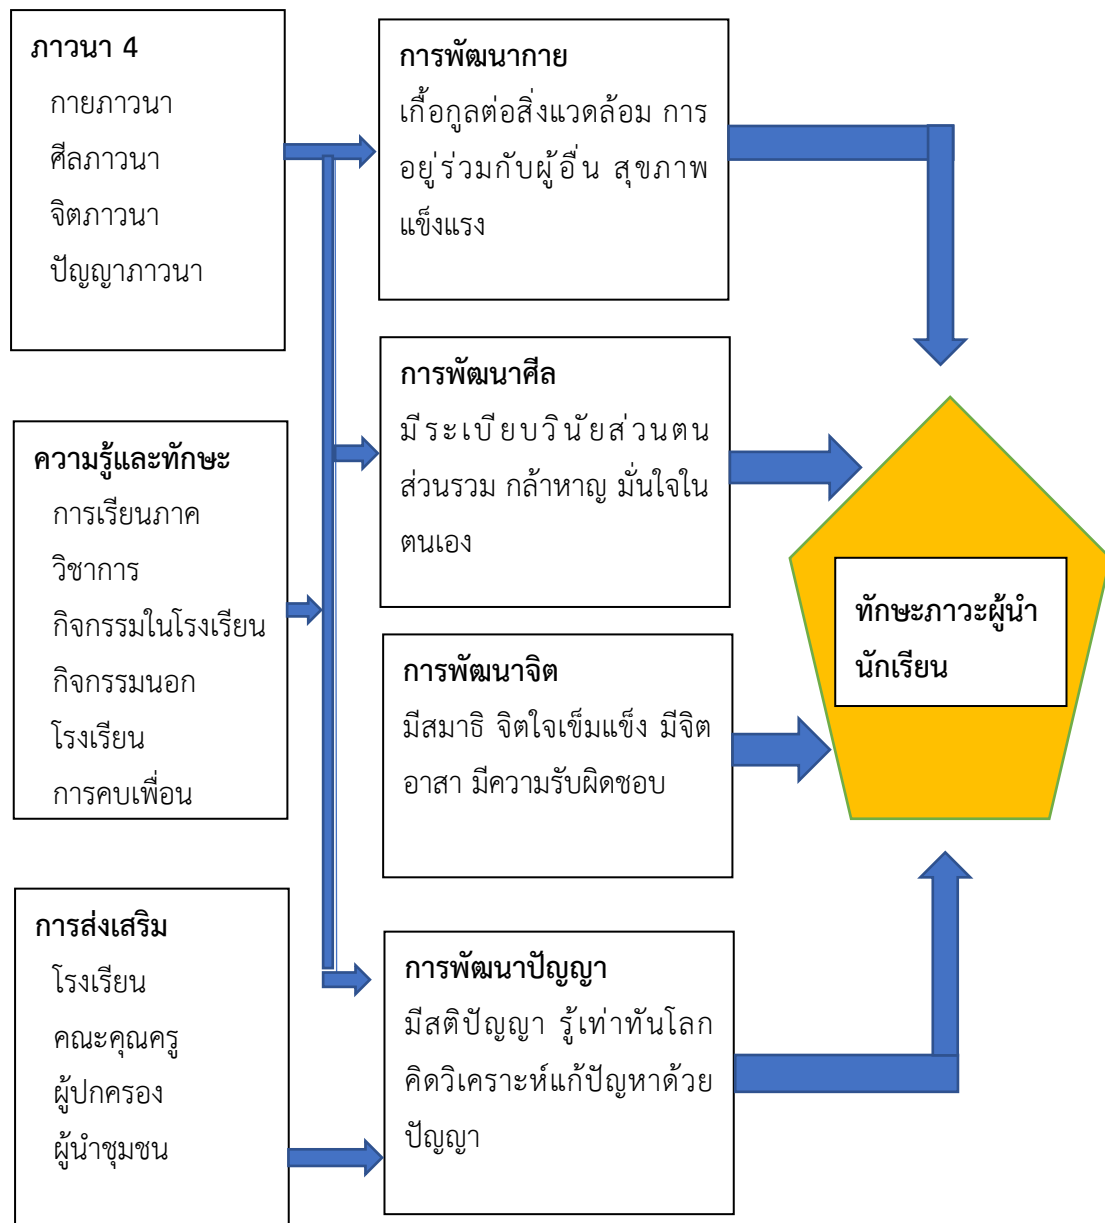 ภาวนา 4
กายภาวนา
ศีลภาวนา
จิตภาวนา
ปัญญาภาวนา
ความรู้และทักษะ
การเรียนภาค
วิชาการ
กิจกรรมในโรงเรียน
กิจกรรมนอก
โรงเรียน
การคบเพื่อน
การส่งเสริม
โรงเรียน
คณะคุณครู
ผู้ปกครอง
ผู้นำชุมชน
การพัฒนากาย
เกื้อกูลต่อสิ่งแวดล้อม การ
อยู่ร่วมกับผู้อื่น สุขภาพ
แข็งแรง
การพัฒนาศีล
มีระเบียบวินัยส่วนตน
ส่วนรวม กล้าหาญ มั่นใจใน
ตนเอง
การพัฒนาจิต
มีสมาธิ จิตใจเข็มแข็ง มีจิต
อาสา มีความรับผิดชอบ
การพัฒนาปัญญา
มีสติปัญญา รู้เท่าทันโลก
คิดวิเคราะห์แก้ปัญหาด้วย
ปัญญา
ทักษะภาวะผู้นำ
นักเรียน